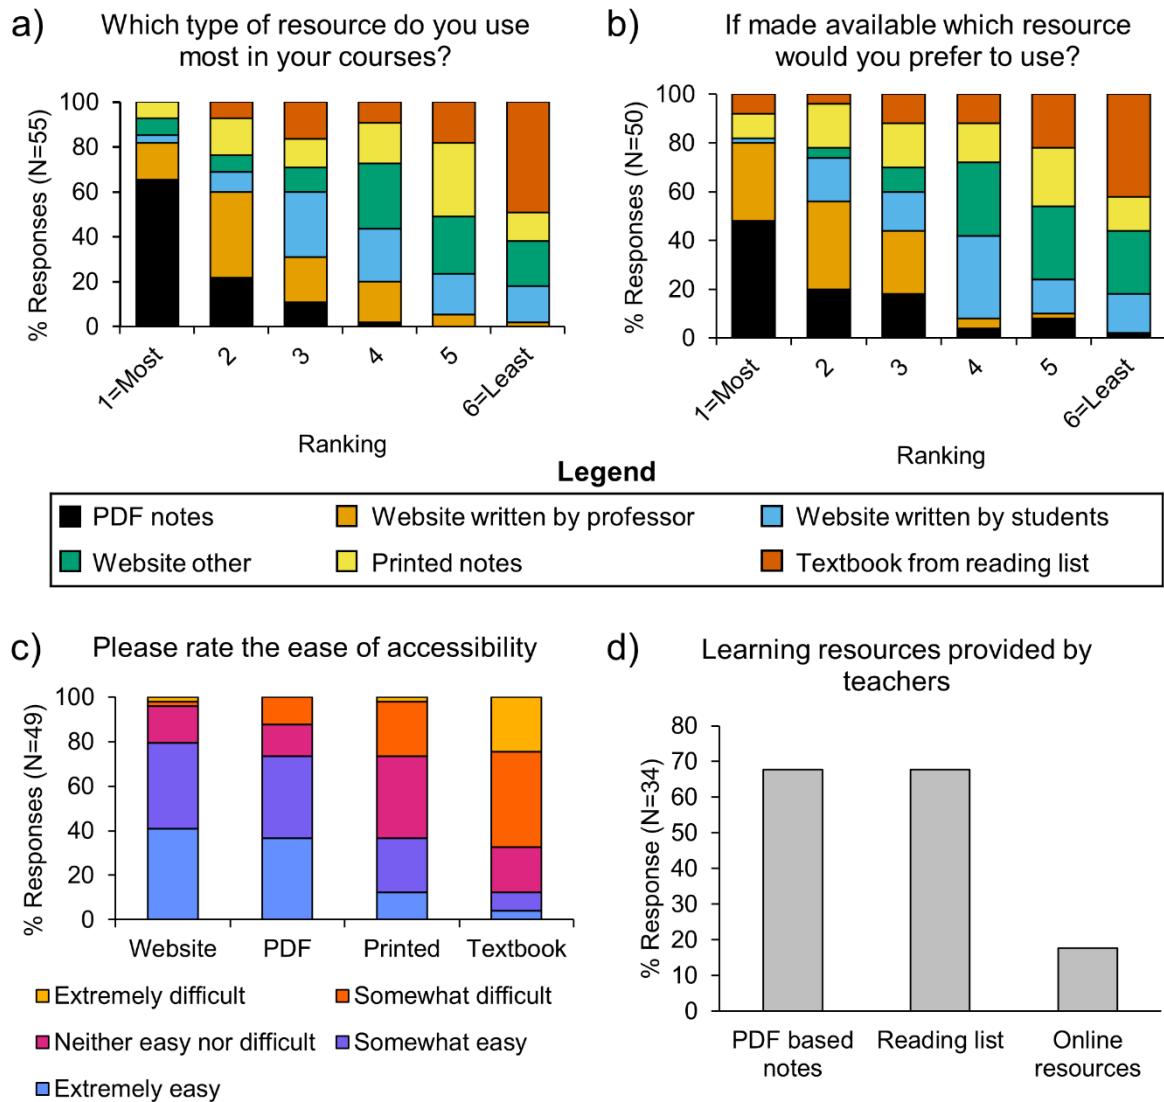 a)
Which type of resource do you use
most in your courses?
% Responses (N=55)
100
80
60
40
20
0
1=Most
2
3
4
5
6=Least
Ranking
b)
If made available which resource
would you prefer to use?
% Responses (N=50)
100
80
60
40
20
0
1=Most
2
3
4
5
6=Least
Ranking
Legend
PDF notes
Website written by professor
Website written by students
Website other
Printed notes
Textbook from reading list
c)
Please rate the ease of accessibility
% Responses (N=49)
100
80
60
40
20
0
Website
PDF
Printed
Textbook
Extremely difficult
Somewhat difficult
Neither easy nor difficult
Somewhat easy
Extremely easy
d)
Learning resources provided by
teachers
% Response (N=34)
80
70
60
50
40
30
20
10
0
PDF based
notes
Reading list
Online
resources